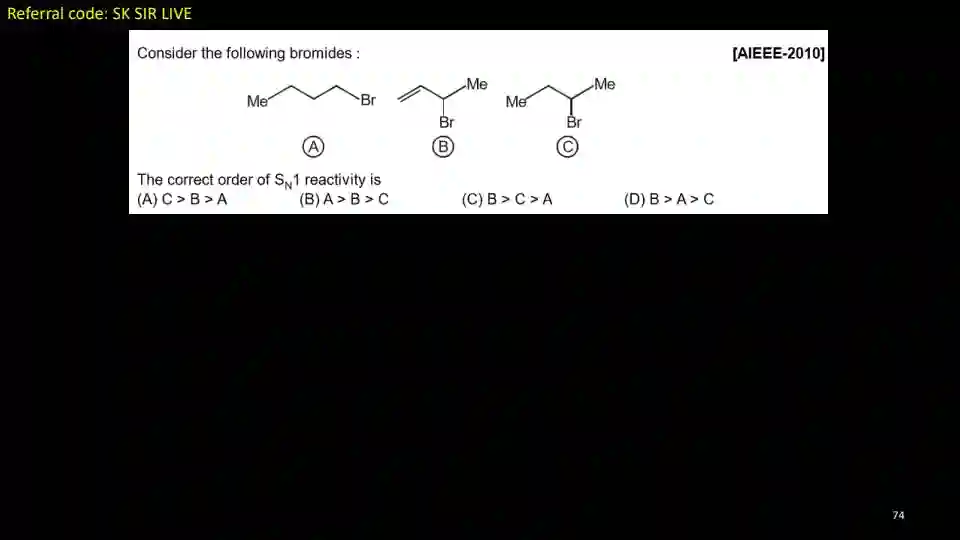 Referral code: SK SIR LIVE
Consider the following bromides : [AIEEE-2010]
Me Br Me Br Me Me Br
Ⓐ Ⓑ Ⓒ
The correct order of S_N1 reactivity is
(A) C > B > A (B) A > B > C (C) B > C > A (D) B > A > C
74